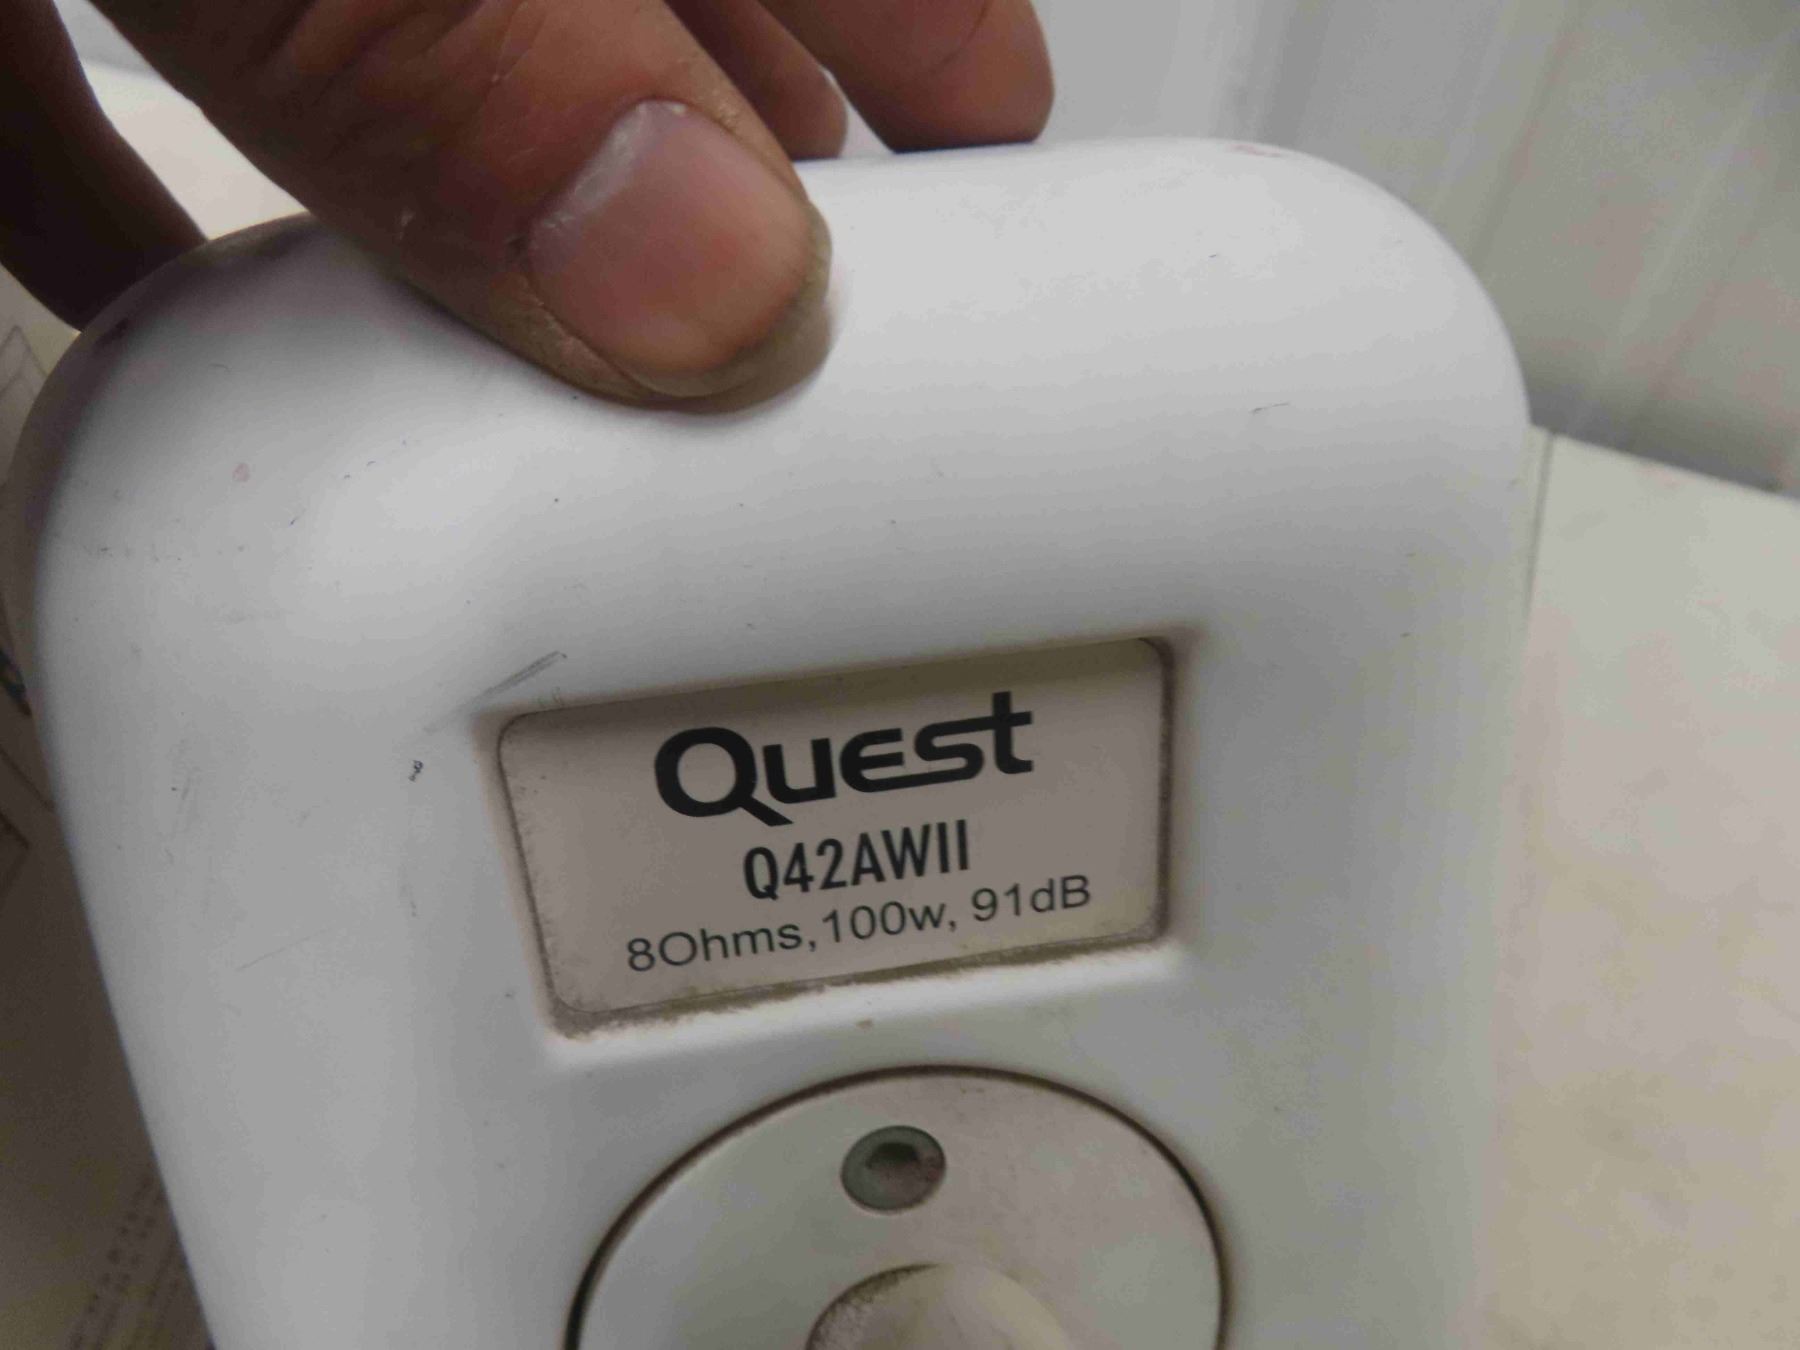 Quest
Q42AWII
8Ohms, 100w, 91dB